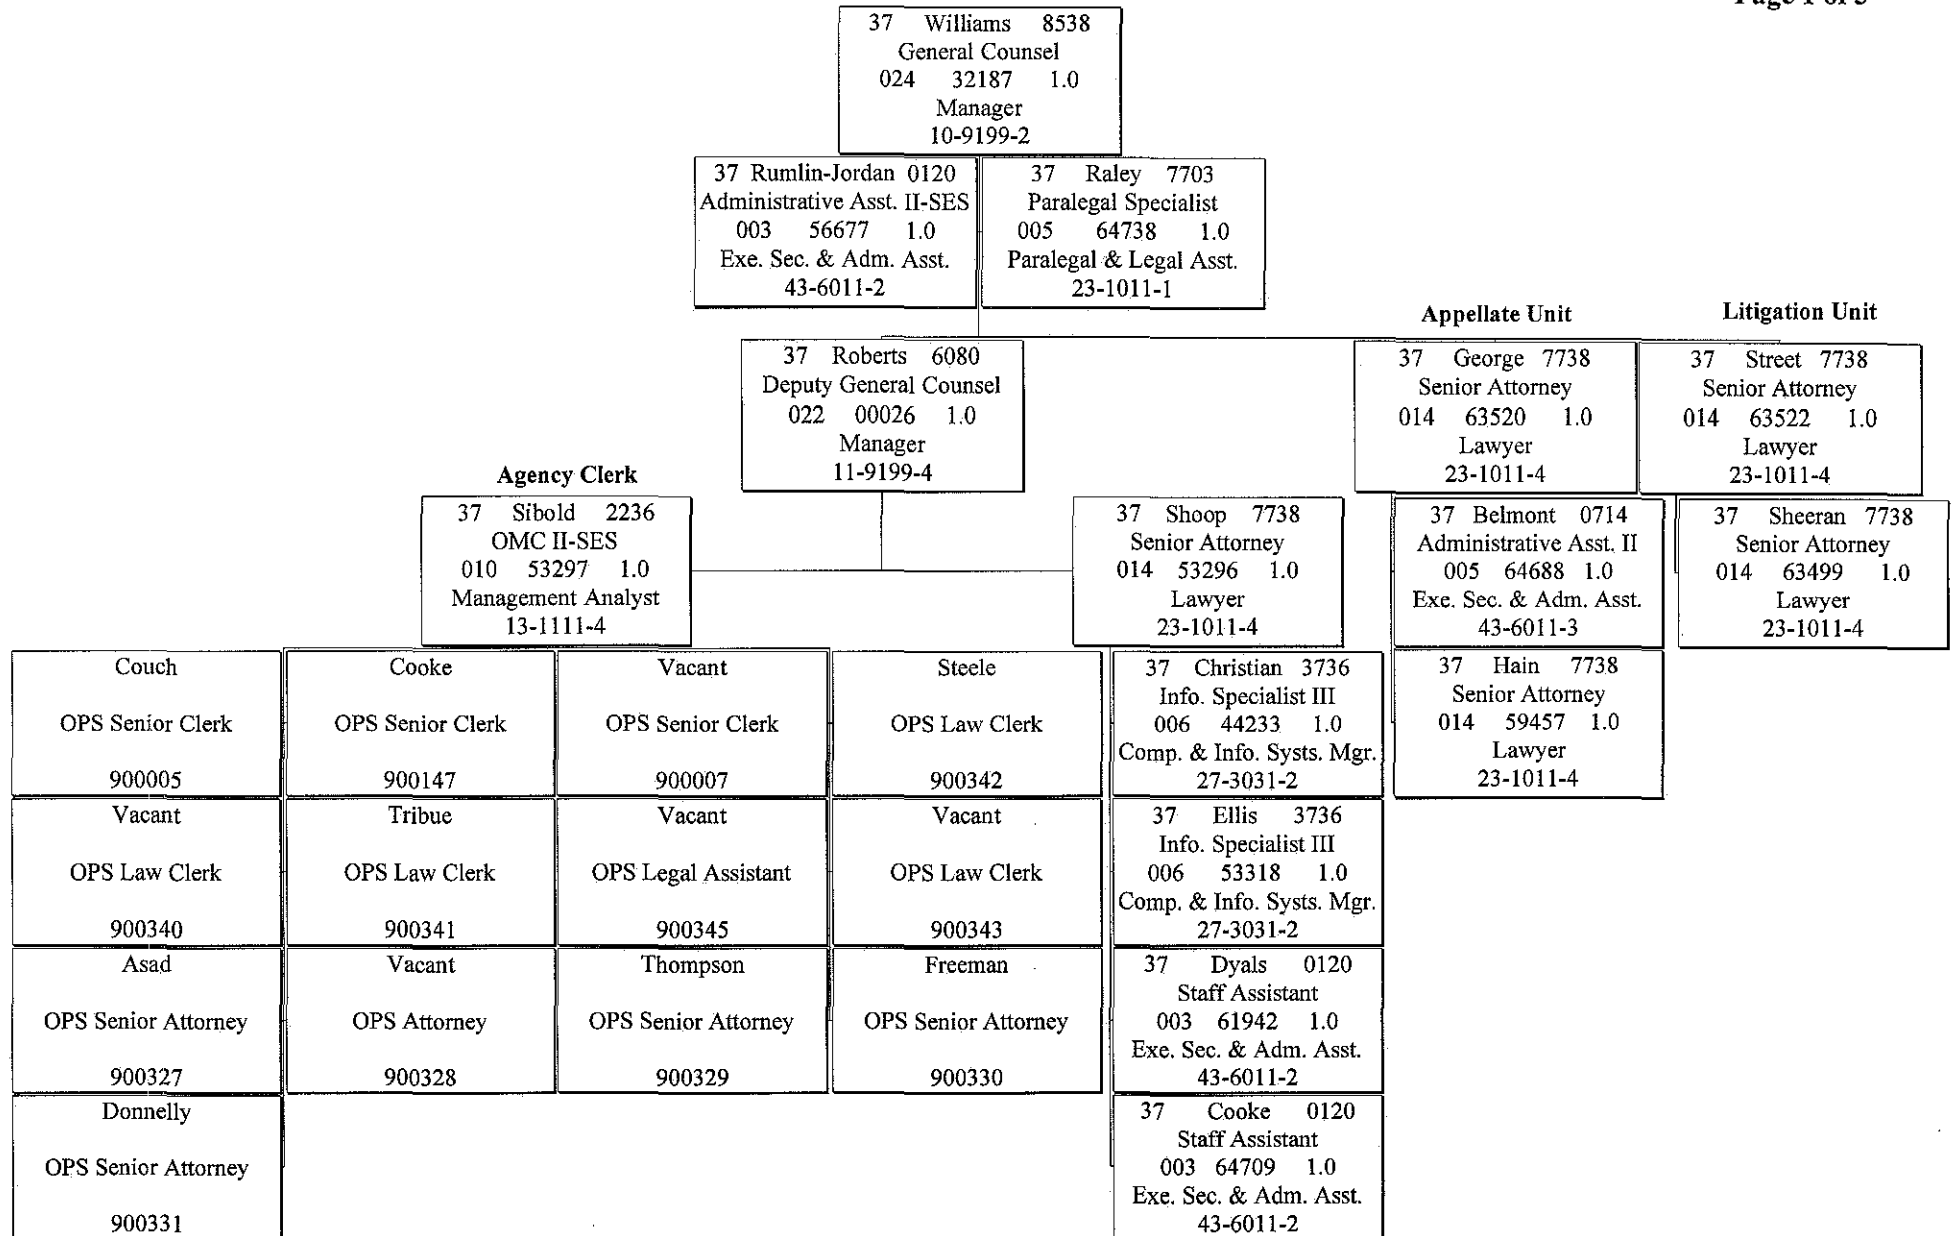 Page 1 of 5
37 Williams 8538
General Counsel
024 32187 1.0
Manager
10-9199-2
37 Rumlin-Jordan 0120
Administrative Asst. II-SES
003 56677 1.0
Exe. Sec. & Adm. Asst.
43-6011-2
37 Raley 7703
Paralegal Specialist
005 64738 1.0
Paralegal & Legal Asst.
23-1011-1
Appellate Unit
Litigation Unit
37 Roberts 6080
Deputy General Counsel
022 00026 1.0
Manager
11-9199-4
37 George 7738
Senior Attorney
014 63520 1.0
Lawyer
23-1011-4
37 Street 7738
Senior Attorney
014 63522 1.0
Lawyer
23-1011-4
Agency Clerk
37 Sibold 2236
OMC II-SES
010 53297 1.0
Management Analyst
13-1111-4
37 Shoop 7738
Senior Attorney
014 53296 1.0
Lawyer
23-1011-4
37 Belmont 0714
Administrative Asst. II
005 64688 1.0
Exe. Sec. & Adm. Asst.
43-6011-3
37 Sheeran 7738
Senior Attorney
014 63499 1.0
Lawyer
23-1011-4
Couch
OPS Senior Clerk
900005
Cooke
OPS Senior Clerk
900147
Vacant
OPS Senior Clerk
900007
Steele
OPS Law Clerk
900342
37 Christian 3736
Info. Specialist III
006 44233 1.0
Comp. & Info. Systs. Mgr.
27-3031-2
37 Hain 7738
Senior Attorney
014 59457 1.0
Lawyer
23-1011-4
Vacant
OPS Law Clerk
900340
Tribue
OPS Law Clerk
900341
Vacant
OPS Legal Assistant
900345
Vacant
OPS Law Clerk
900343
37 Ellis 3736
Info. Specialist III
006 53318 1.0
Comp. & Info. Systs. Mgr.
27-3031-2
Asad
OPS Senior Attorney
900327
Vacant
OPS Attorney
900328
Thompson
OPS Senior Attorney
900329
Freeman
OPS Senior Attorney
900330
37 Dyals 0120
Staff Assistant
003 61942 1.0
Exe. Sec. & Adm. Asst.
43-6011-2
Donnelly
OPS Senior Attorney
900331
37 Cooke 0120
Staff Assistant
003 64709 1.0
Exe. Sec. & Adm. Asst.
43-6011-2